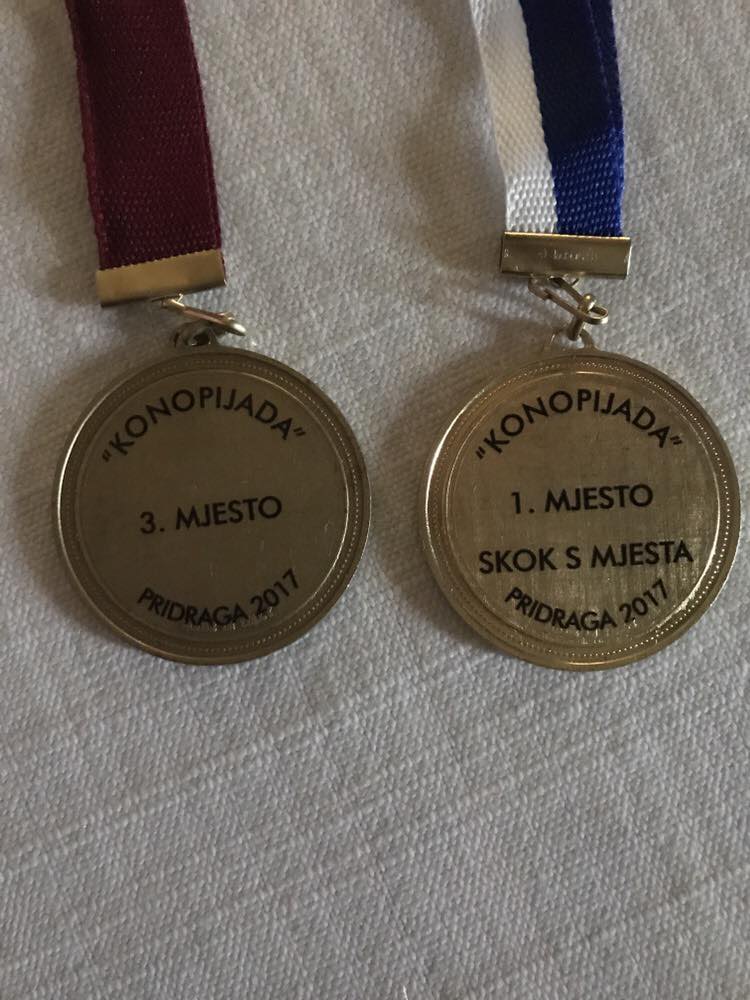 "KONOPIJADA"
3. MJESTO
PRIDRAGA 2017
"KONOPIJADA"
1. MJESTO
SKOK S MJESTA
PRIDRAGA 2017